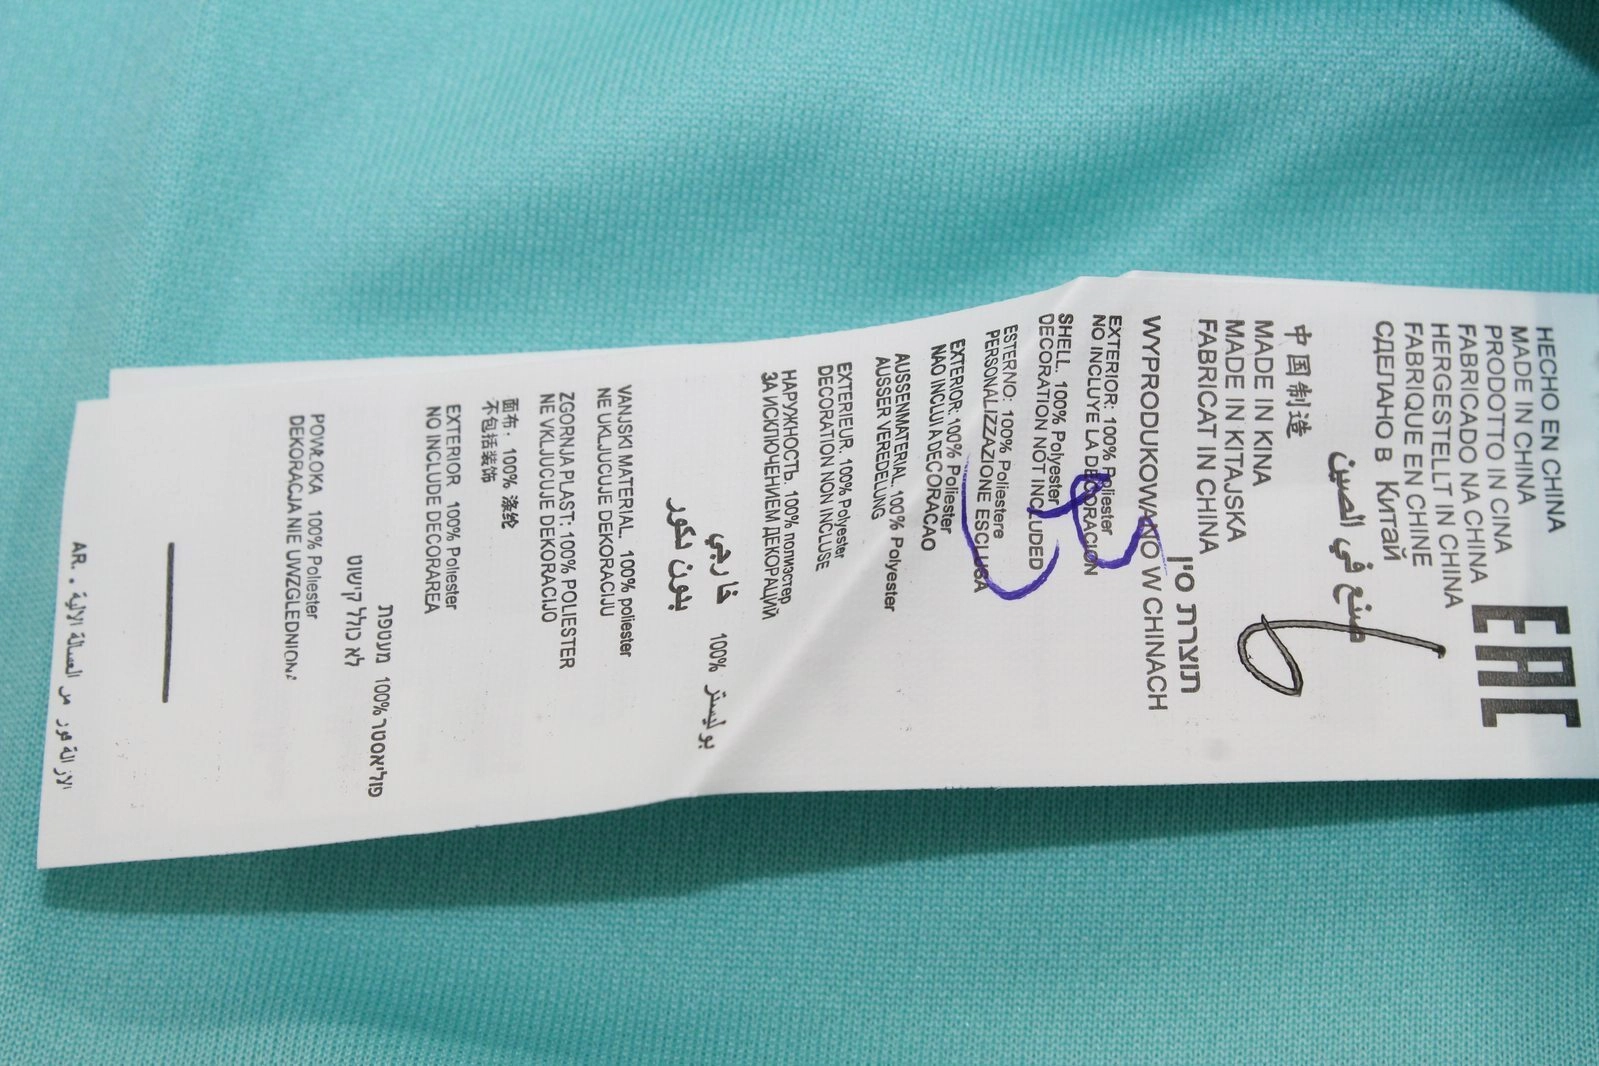 HECHO EN CHINA
MADE IN CHINA
PRODOTTO IN CINA
FABRICADO NA CHINA
HERGESTELLT IN CHINA
FABRIQUE EN CHINE
СДЕЛАНО В Китай
EAC
صنع في الصين
中国制造
MADE IN KINA
MADE IN KITAJSKA
FABRICAT IN CHINA
תוצרת סין
WYPRODUKOWANO W CHINACH
EXTERIOR: 100% Poliester
NO INCLUYE LA DECORACION
SHELL. 100% Polyester
DECORATION NOT INCLUDED
ESTERNO: 100% Poliestere
PERSONALIZZAZIONE ESCLUSA
EXTERIOR: 100% Poliester
NAO INCLUI A DECORACAO
AUSSENMATERIAL. 100% Polyester
AUSSER VEREDELUNG
EXTERIEUR. 100% Polyester
DECORATION NON INCLUSE
НАРУЖНОСТЬ. 100% полиэстер
ЗА ИСКЛЮЧЕНИЕМ ДЕКОРАЦИЙ
خارجي 100% بوليستر
بدون دكور
VANJSKI MATERIAL. 100% poliester
NE UKLJUCUJE DEKORACIJU
ZGORNJA PLAST: 100% POLIESTER
NE VKLJUCUJE DEKORACIJO
面布. 100% 涤纶
不包括装饰
EXTERIOR 100% Poliester
NO INCLUDE DECORAREA
מעטפת 100% פוליאסטר
לא כולל קישוט
POWŁOKA 100% Poliester
DEKORACJA NIE UWZGLEDNIONA
AR. • الازالة فور من الغسالة الالية